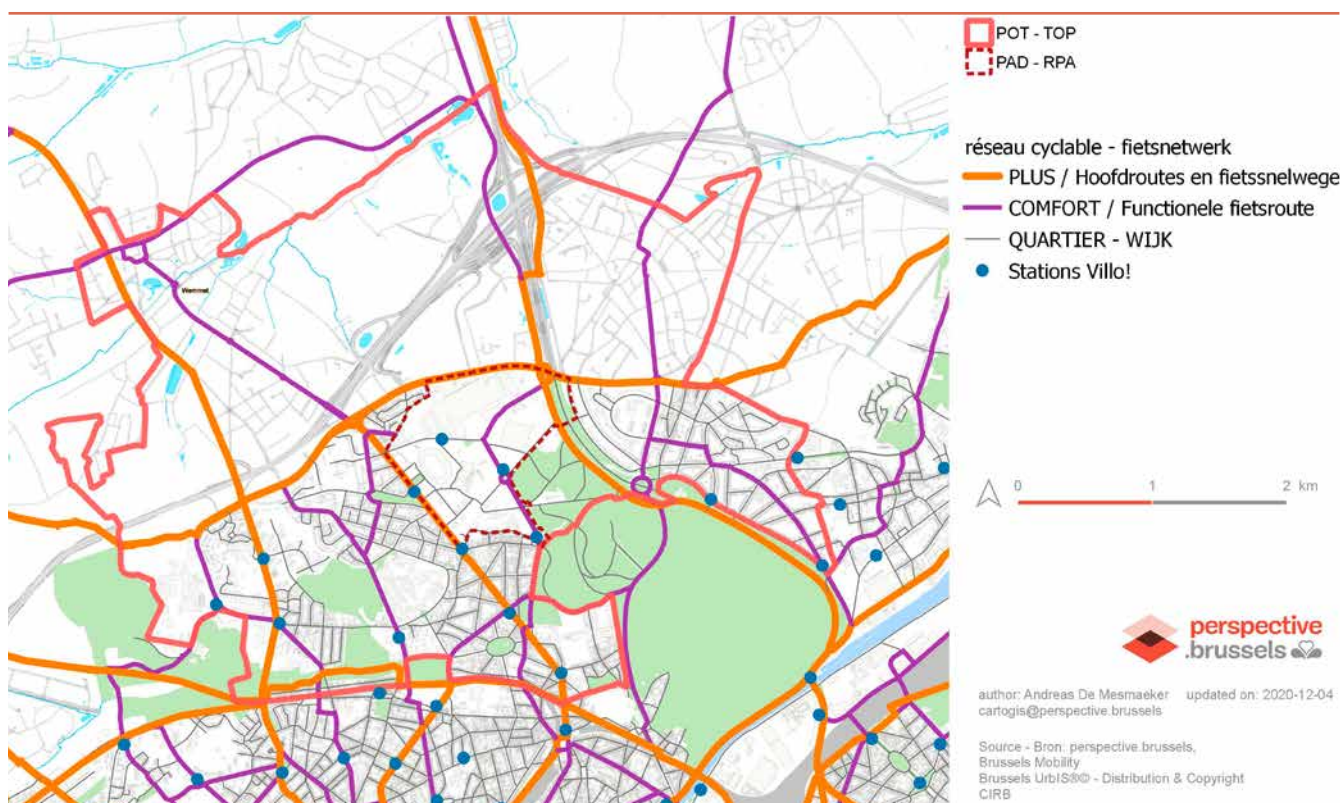 POT - TOP
PAD - RPA
réseau cyclable - fietsnetwerk
PLUS / Hoofdroutes en fietssnelwege
COMFORT / Functionele fietsroute
QUARTIER - WIJK
Stations Villo!
Wemmel
0 1 2 km
perspective
.brussels
author: Andreas De Mesmaeker updated on: 2020-12-04
cartogis@perspective.brussels
Source - Bron: perspective.brussels,
Brussels Mobility
Brussels UrbIS®© - Distribution & Copyright
CIRB